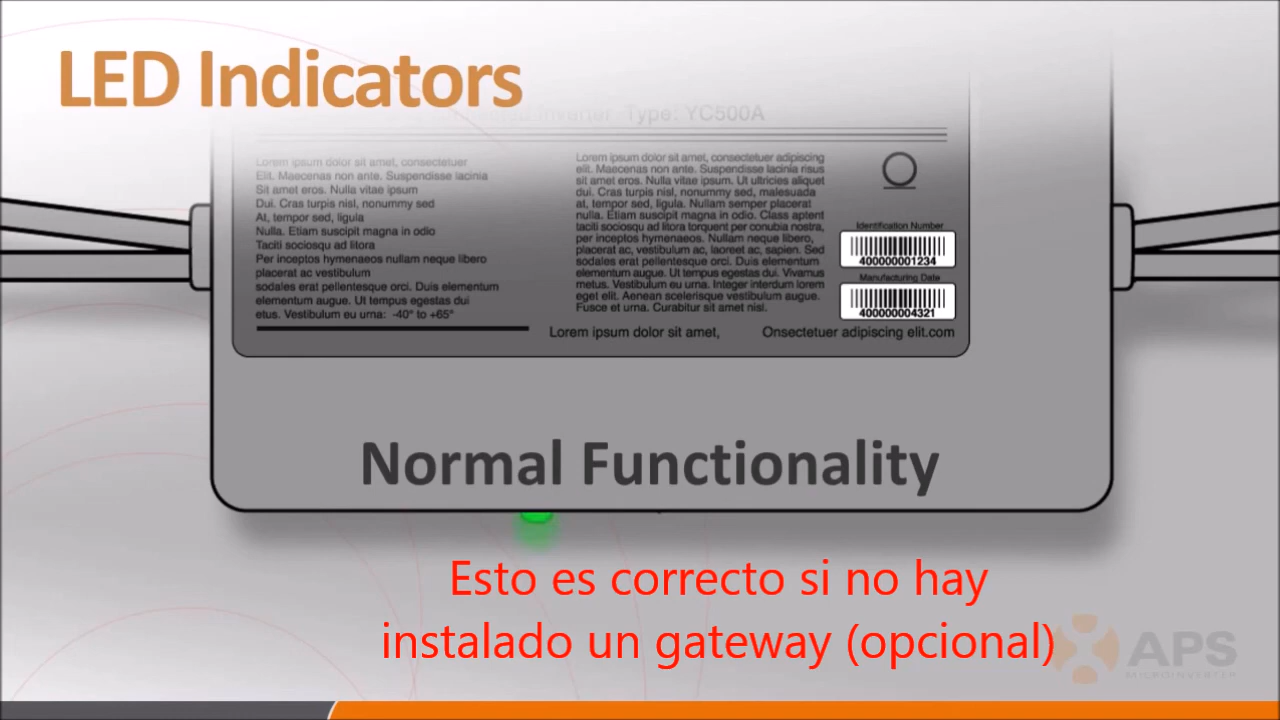 LED Indicators
Inverter Type: YC500A
Lorem ipsum dolor sit amet, consectetuer
Elit. Maecenas non ante. Suspendisse lacinia
Sit amet eros. Nulla vitae ipsum
Dui. Cras turpis nisl, nonummy sed
At, tempor sed, ligula
Nulla. Etiam suscipit magna in odio
Taciti sociosqu ad litora
Per inceptos hymenaeos nullam neque libero
placerat ac vestibulum
sodales erat pellentesque orci. Duis elementum
elementum augue. Ut tempus egestas dui
etus. Vestibulum eu urna: -40° to +65°
Lorem ipsum dolor sit amet, consectetuer adipiscing
elit. Maecenas non ante. Suspendisse lacinia risus
sit amet eros. Nulla vitae ipsum. Ut ultricies aliquet
dui. Cras turpis nisl, nonummy sed, malesuada
at, tempor sed, ligula. Nullam semper placerat
nulla. Etiam suscipit magna in odio. Class aptent
taciti sociosqu ad litora torquent per conubia nostra,
per inceptos hymenaeos. Nullam neque libero,
placerat ac, vestibulum ac, laoreet ac, sapien. Sed
sodales erat pellentesque orci. Duis elementum
elementum augue. Ut tempus egestas dui. Vivamus
metus. Vestibulum eu urna. Integer interdum lorem
eget elit. Aenean scelerisque vestibulum augue.
Fusce et urna. Curabitur sit amet nisl.
Identification Number
400000001234
Manufacturing Date
400000004321
Lorem ipsum dolor sit amet, Onsectetuer adipiscing elit.com
Normal Functionality
Esto es correcto si no hay
instalado un gateway (opcional)
APS
MICROINVERTER